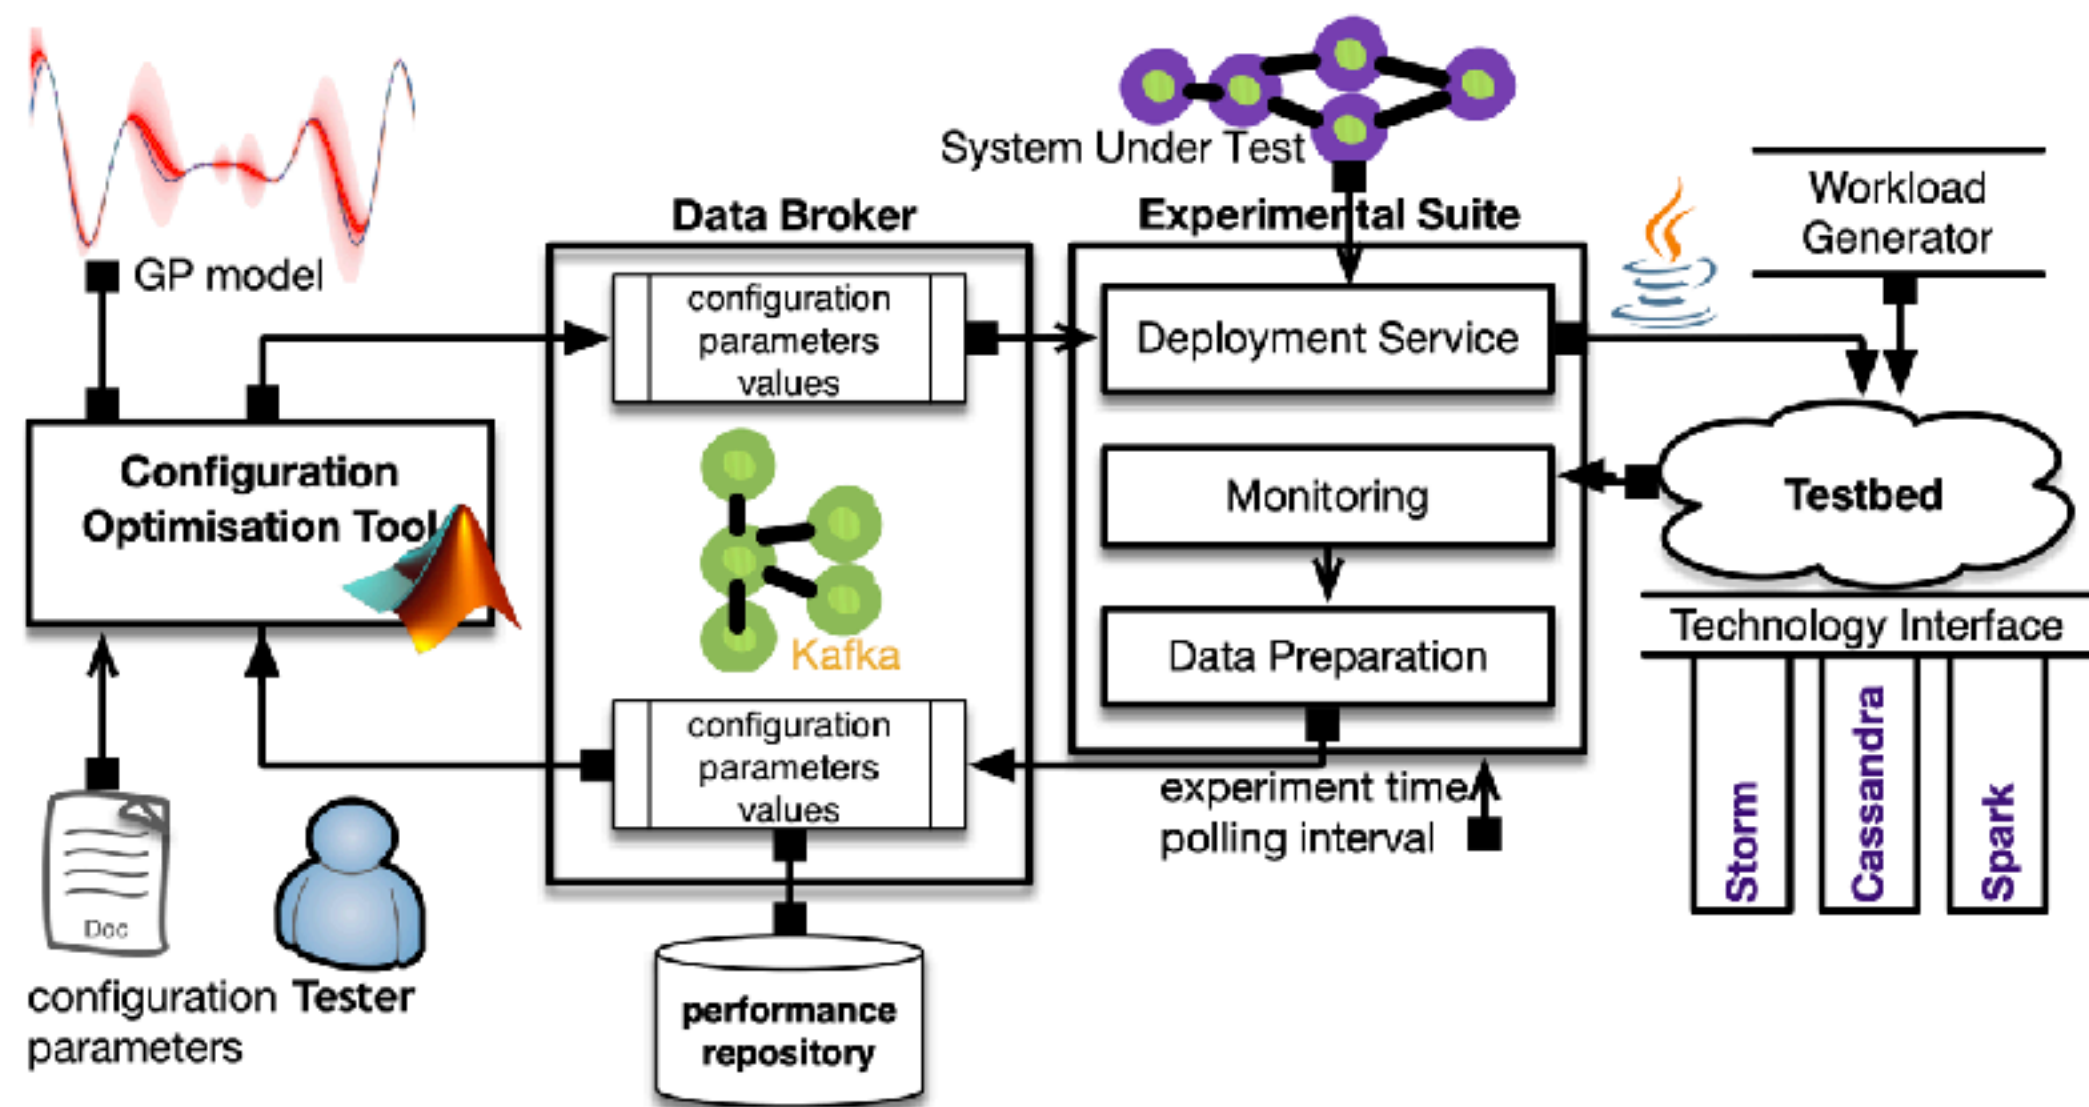 System Under Test
Data Broker
Experimental Suite
Workload
Generator
GP model
configuration
parameters
values
Deployment Service
Configuration
Optimisation Tool
Monitoring
Testbed
Kafka
Data Preparation
Technology Interface
configuration
parameters
values
experiment time
polling interval
Storm
Cassandra
Spark
Doc
configuration
parameters
Tester
performance
repository